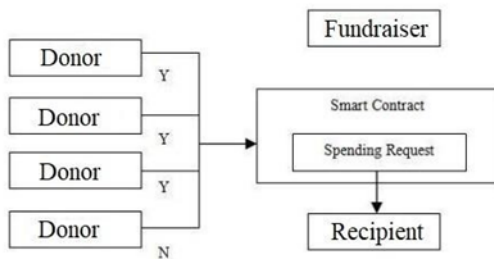 Fundraiser
Donor
Y
Donor
Y
Donor
Y
Donor
N
Smart Contract
Spending Request
Recipient